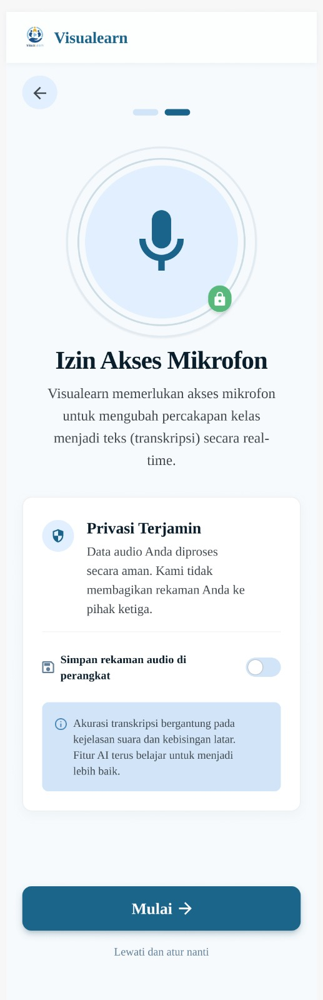 VisuaLearn
Visualearn
Izin Akses Mikrofon
Visualearn memerlukan akses mikrofon
untuk mengubah percakapan kelas
menjadi teks (transkripsi) secara real-
time.
Privasi Terjamin
Data audio Anda diproses
secara aman. Kami tidak
membagikan rekaman Anda ke
pihak ketiga.
Simpan rekaman audio di
perangkat
Akurasi transkripsi bergantung pada
kejelasan suara dan kebisingan latar.
Fitur AI terus belajar untuk menjadi
lebih baik.
Mulai
Lewati dan atur nanti